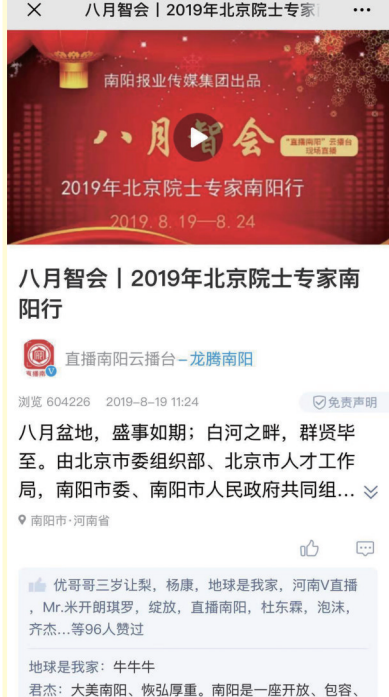 八月智会丨2019年北京院士专家
南阳报业传媒集团出品
八月智会
“直播南阳”云播台
现场直播
2019年北京院士专家南阳行
2019.8.19—8.24
八月智会丨2019年北京院士专家南
阳行
直播南阳云播台-龙腾南阳
浏览 604226 2019-8-19 11:24
免责声明
八月盆地，盛事如期；白河之畔，群贤毕
至。由北京市委组织部、北京市人才工作
局，南阳市委、南阳市人民政府共同组...
南阳市·河南省
优哥哥三岁让梨，杨康，地球是我家，河南V直播
，Mr.米开朗琪罗，绽放，直播南阳，杜东霖，泡沫，
齐杰...等96人赞过
地球是我家：牛牛牛
君杰：大美南阳、恢弘厚重。南阳是一座开放、包容、